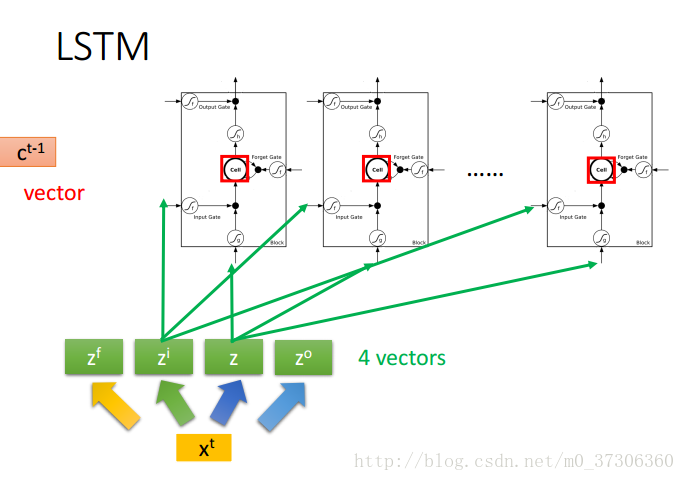 LSTM
Output Gate
Output Gate
Output Gate
c^t-1
Forget Gate
Forget Gate
Forget Gate
Cell
Cell
......
Cell
vector
Input Gate
Input Gate
Input Gate
Block
Block
Block
z^f
z^i
z
z^o
4 vectors
x^t
http://blog.csdn.net/m0_37306360